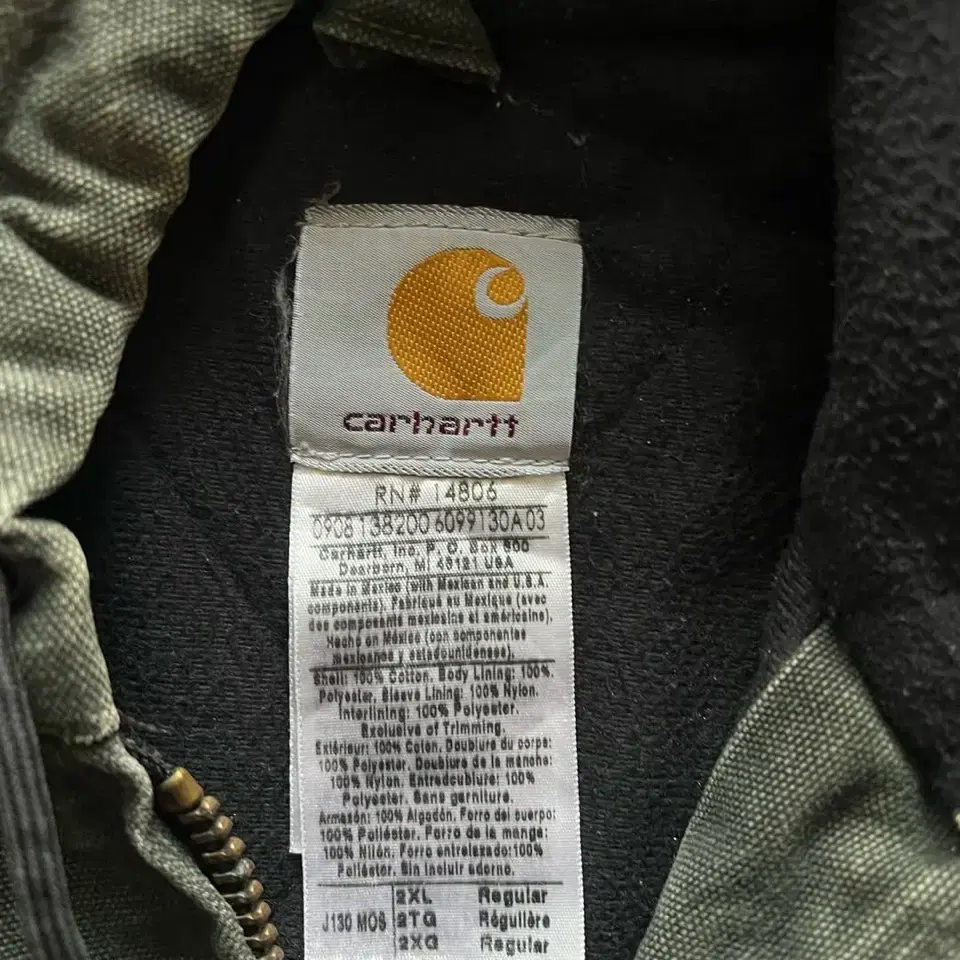 carhartt
RN# 14806
0908 138200 6099130A 03
Carhartt, Inc. P. O. Box 600
Dearborn, MI 48121 USA
Made in Mexico (with Mexican and U.S.A.
components). Fabriqué au Mexique (avec
des composants mexicains et américains).
Hecho en México (con componentes
mexicanos y estadounidenses).
Shell: 100% Cotton. Body Lining: 100%
Polyester. Sleeve Lining: 100% Nylon.
Interlining: 100% Polyester.
Exclusive of Trimming.
Extérieur: 100% Coton. Doublure du corps:
100% Polyester. Doublure de la manche:
100% Nylon. Entredoublure: 100%
Polyester. Sans garniture.
Armazón: 100% Algodón. Forro del cuerpo:
100% Poliéster. Forro de la manga:
100% Nilón. Forro entrelazado:100%
Poliéster. Sin incluir adorno.
2XL Regular
J130 MOS 2TG Régulière
2XG Regular